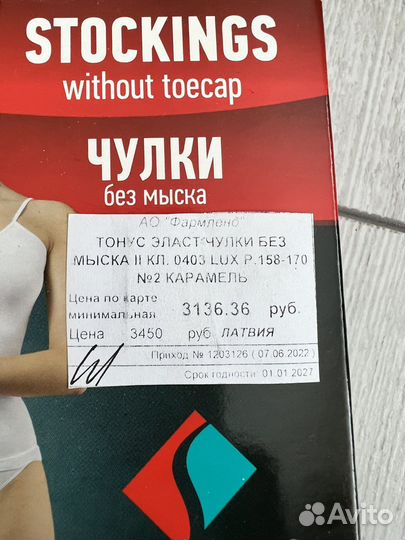 STOCKINGS
without toecap
ЧУЛКИ
без мыска
АО "Фармленд"
ТОНУС ЭЛАСТ ЧУЛКИ БЕЗ
МЫСКА II КЛ. 0403 LUX Р.158-170
№2 КАРАМЕЛЬ
Цена по карте
минимальная 3136.36 руб.
Цена 3450 руб ЛАТВИЯ
Приход № 1203126 ( 07.06.2022 )
Срок годности: 01.01.2027
Avito